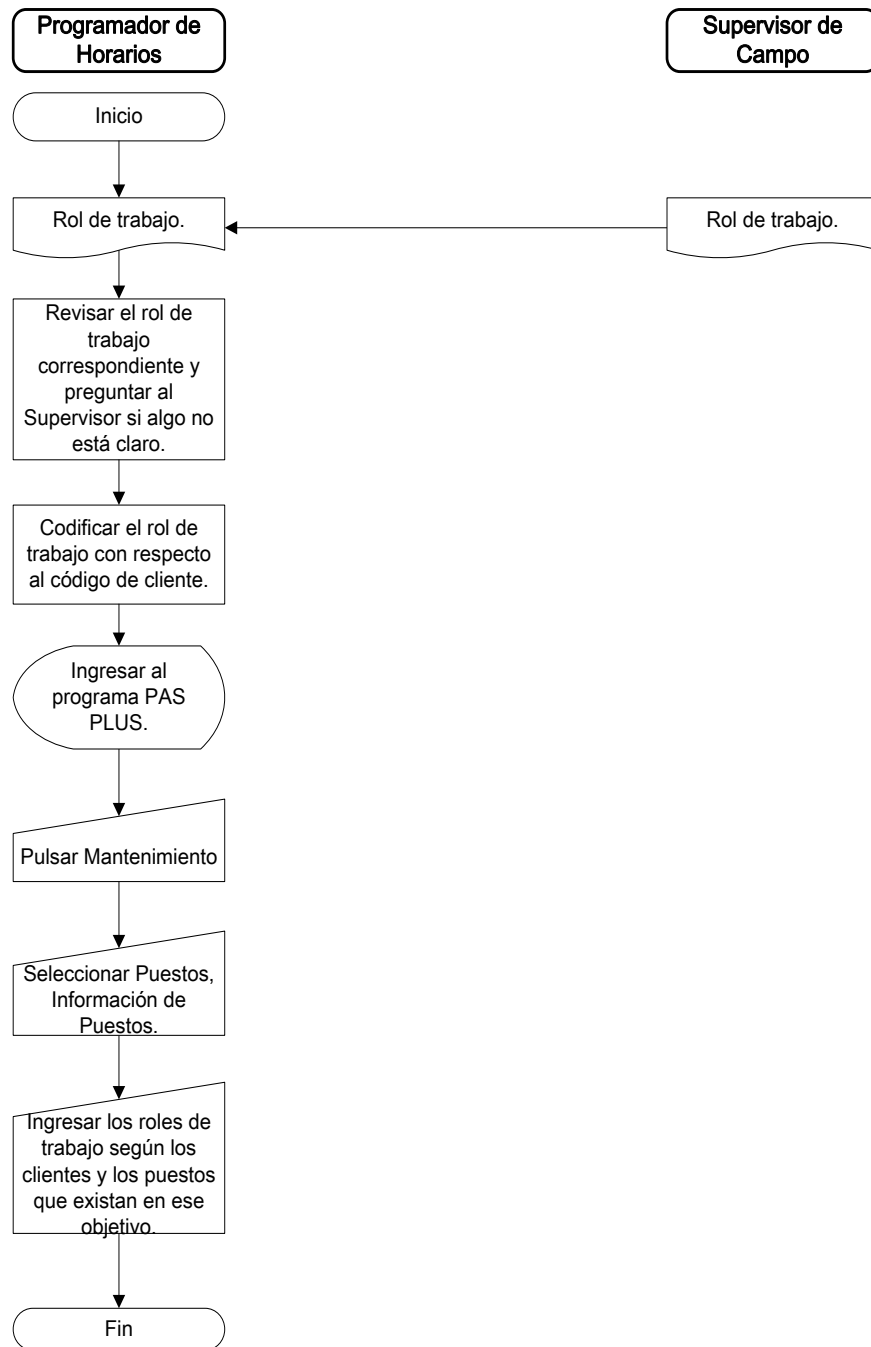 Programador de
Horarios
Supervisor de
Campo
Inicio
Rol de trabajo.
Rol de trabajo.
Revisar el rol de
trabajo
correspondiente y
preguntar al
Supervisor si algo no
está claro.
Codificar el rol de
trabajo con respecto
al código de cliente.
Ingresar al
programa PAS
PLUS.
Pulsar Mantenimiento
Seleccionar Puestos,
Información de
Puestos.
Ingresar los roles de
trabajo según los
clientes y los puestos
que existan en ese
objetivo.
Fin